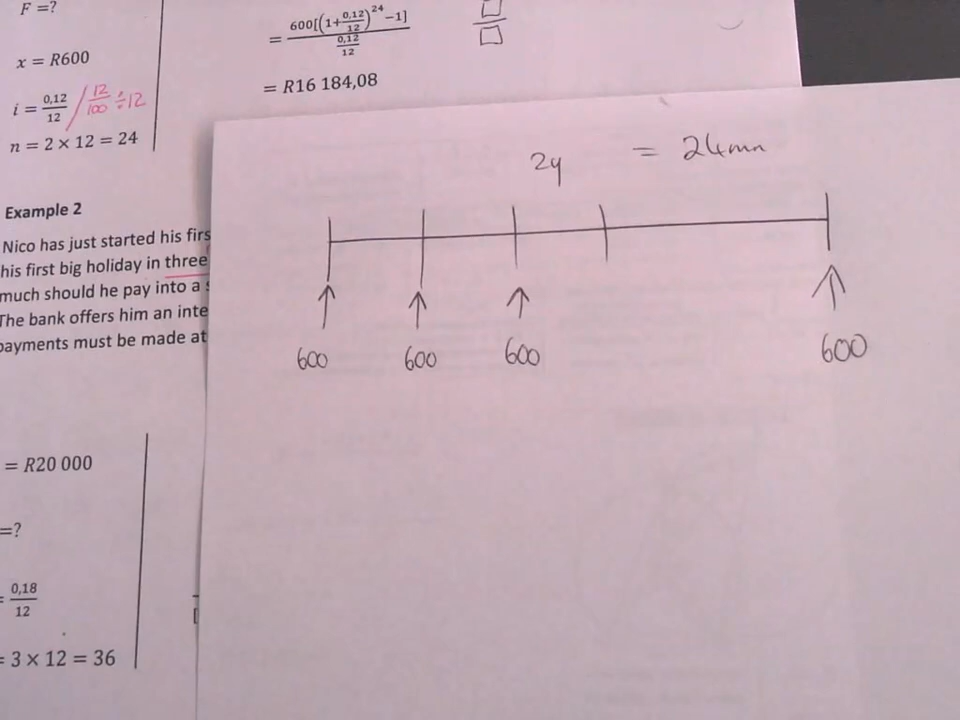 F =?
x = R600
i = 0,12/12 / 12/100 ÷ 12
n = 2 × 12 = 24
= 600[(1+0,12/12)^24 −1] / 0,12/12
= R16 184,08
Example 2
Nico has just started his firs
his first big holiday in three
much should he pay into a
The bank offers him an inte
payments must be made at
= R20 000
=?
= 0,18/12
= 3 × 12 = 36
2y = 24mn
600 600 600 600